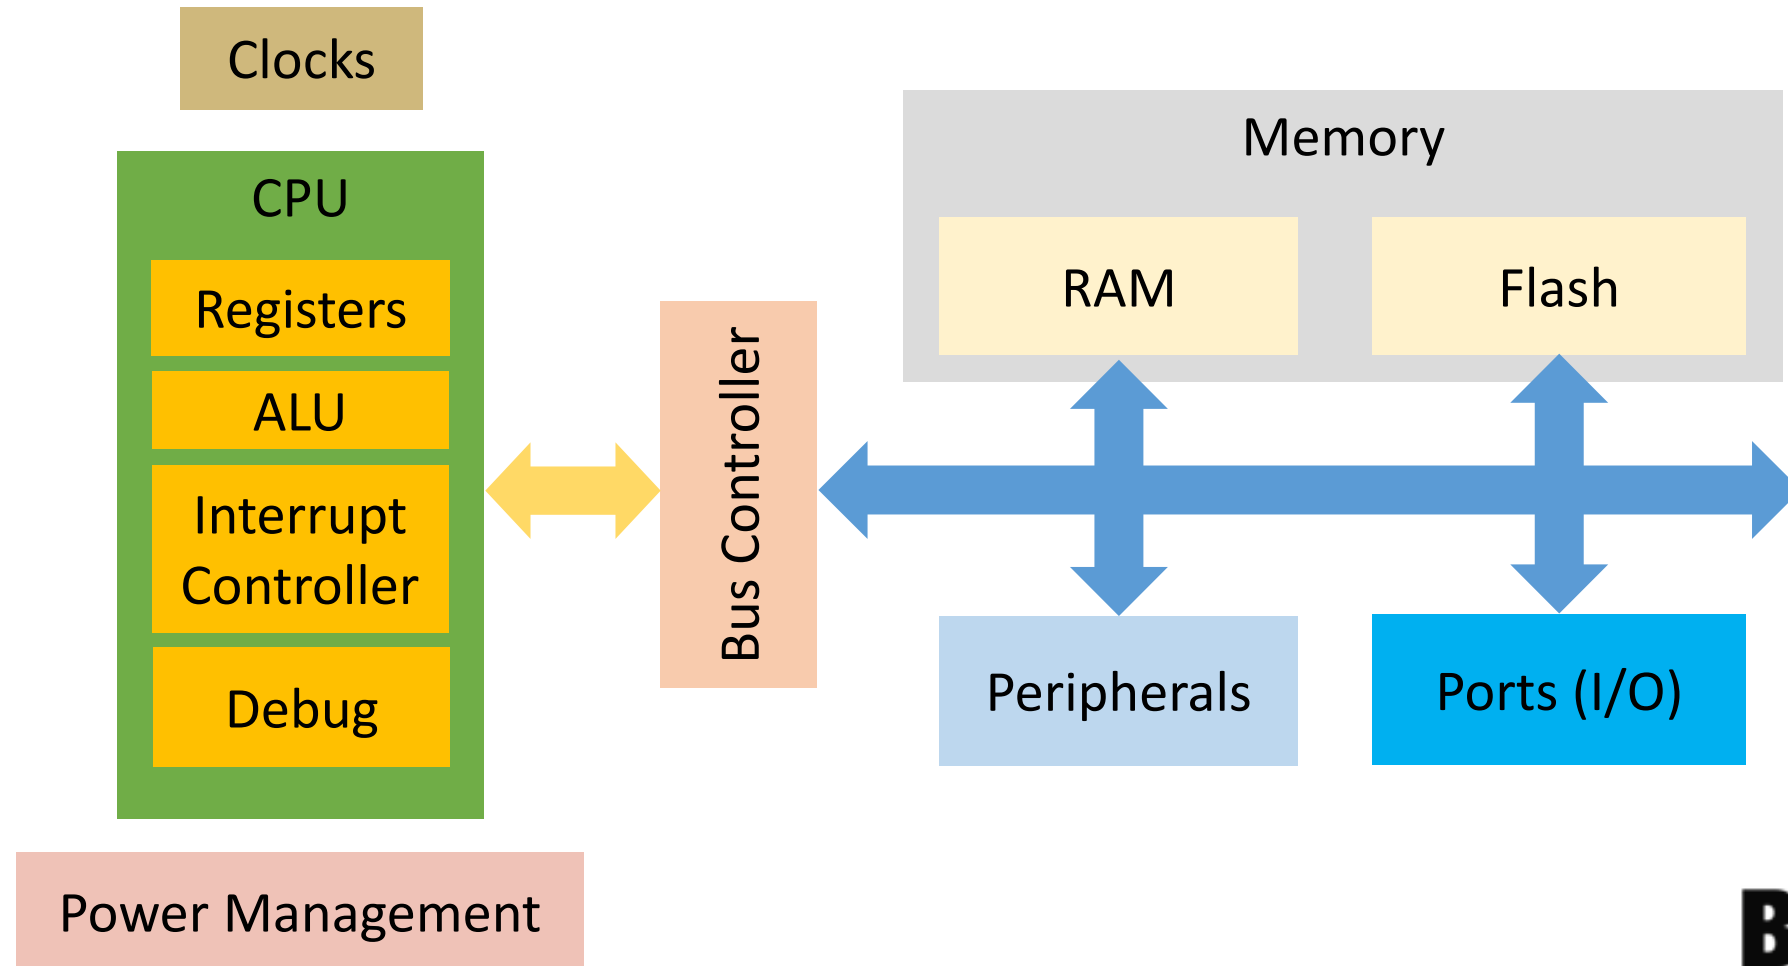 Clocks
CPU
Registers
ALU
Interrupt
Controller
Debug
Power Management
Bus Controller
Memory
RAM
Flash
Peripherals
Ports (I/O)
B